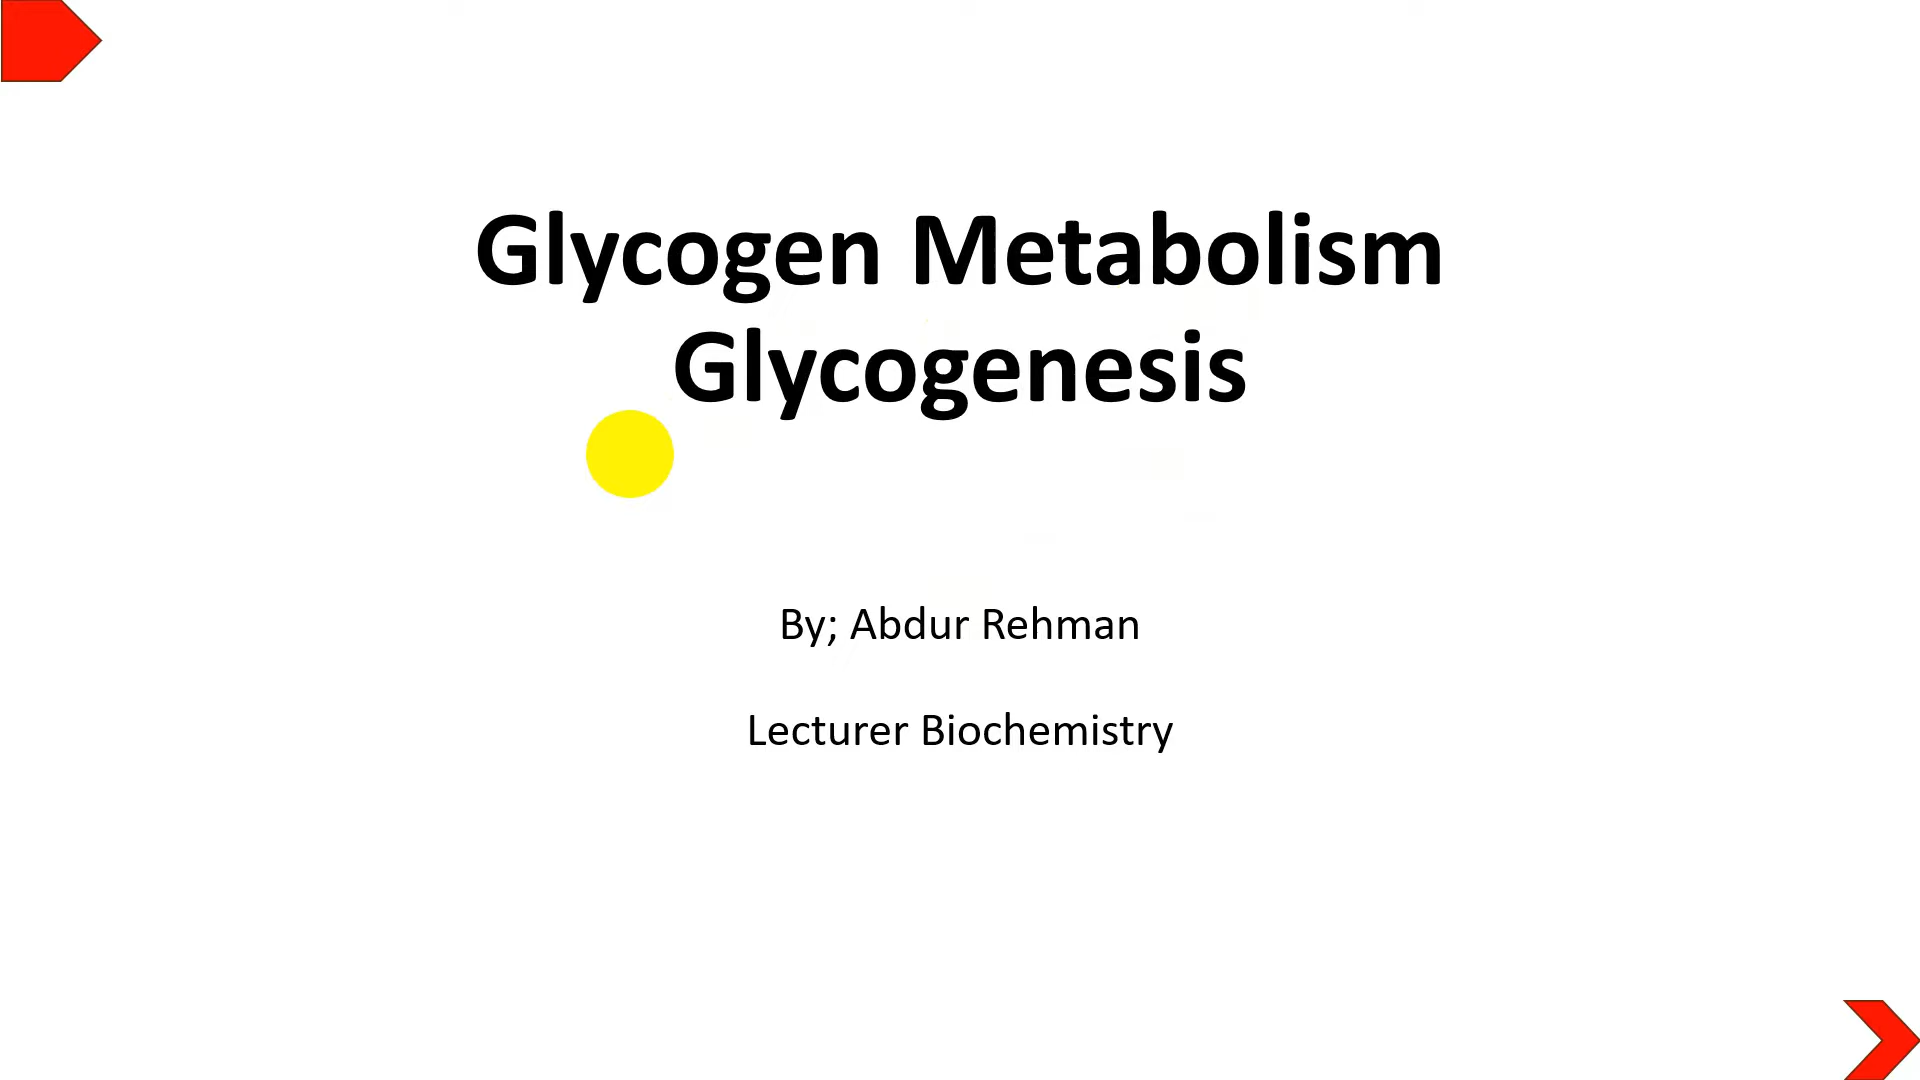 Glycogen Metabolism
Glycogenesis
By; Abdur Rehman
Lecturer Biochemistry